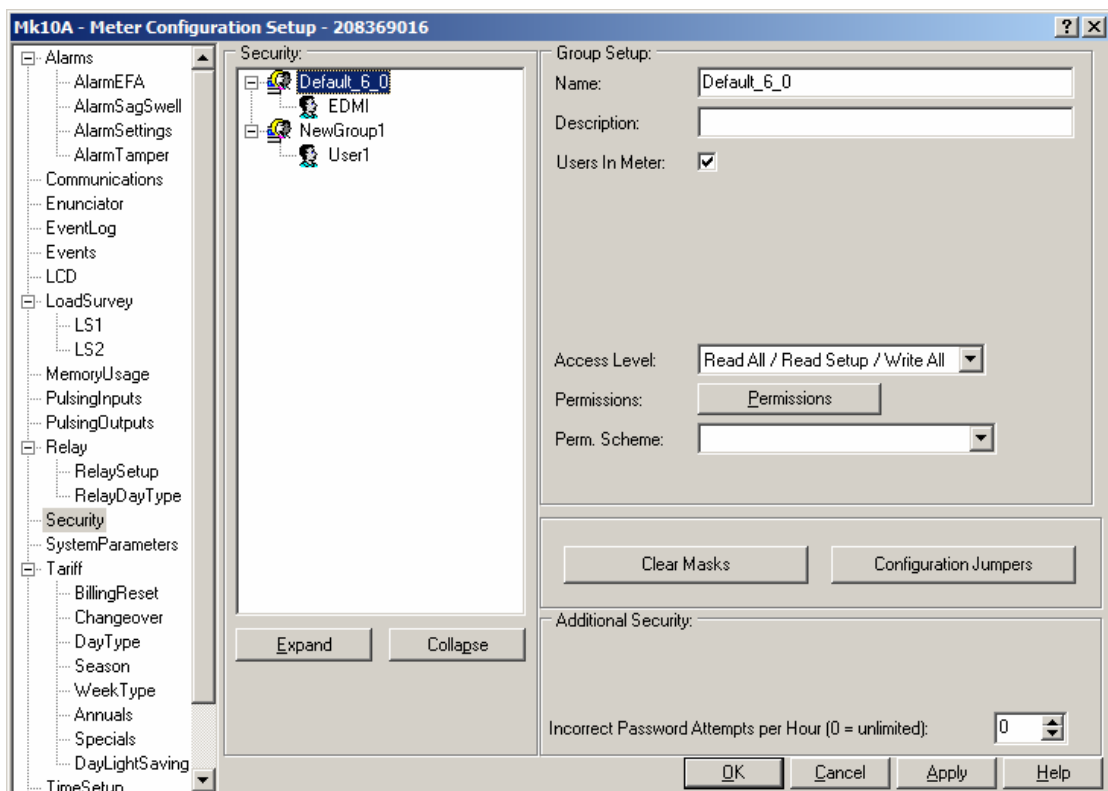 Mk10A - Meter Configuration Setup - 208369016
Alarms
AlarmEFA
AlarmSagSwell
AlarmSettings
AlarmTamper
Communications
Enunciator
EventLog
Events
LCD
LoadSurvey
LS1
LS2
MemoryUsage
PulsingInputs
PulsingOutputs
Relay
RelaySetup
RelayDayType
Security
SystemParameters
Tariff
BillingReset
Changeover
DayType
Season
WeekType
Annuals
Specials
DayLightSaving
TimeSetup
Security:
Default_6_0
EDMI
NewGroup1
User1
Expand
Collapse
Group Setup:
Name: Default_6_0
Description:
Users In Meter:
Access Level: Read All / Read Setup / Write All
Permissions: Permissions
Perm. Scheme:
Clear Masks
Configuration Jumpers
Additional Security:
Incorrect Password Attempts per Hour (0 = unlimited): 0
OK
Cancel
Apply
Help